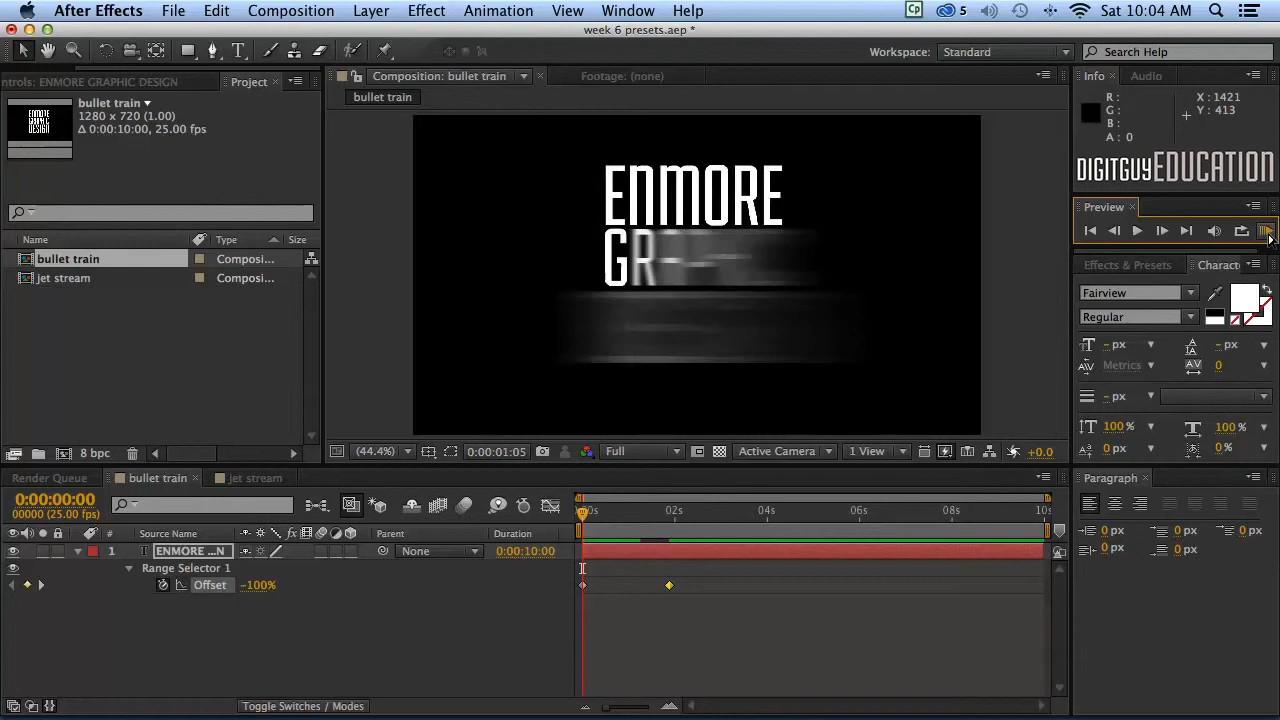 After Effects File Edit Composition Layer Effect Animation View Window Help 5 Sat 10:04 AM
week 6 presets.aep *
Workspace: Standard Search Help
ntrols: ENMORE GRAPHIC DESIGN Project
Composition: bullet train Footage: (none)
Info Audio
bullet train
bullet train
1280 x 720 (1.00)
Δ 0:00:10:00, 25.00 fps
R :
G :
B :
A : 0
X : 1421
Y : 413
DIGITGUYEDUCATION
ENMORE
GR
Preview
Name Type Size
bullet train Composi...
jet stream Composi...
Effects & Presets Charact
Fairview
Regular
- px - px
Metrics 0
- px
100 % 100 %
0 px 0 %
8 bpc
(44.4%) 0:00:01:05 Full Active Camera 1 View +0.0
Render Queue bullet train jet stream
Paragraph
0:00:00:00
00000 (25.00 fps)
02s 04s 06s 08s 10s
# Source Name Parent Duration
1 T ENMORE ...N None 0:00:10:00
Range Selector 1
Offset -100%
0 px 0 px 0 px
0 px 0 px
Toggle Switches / Modes